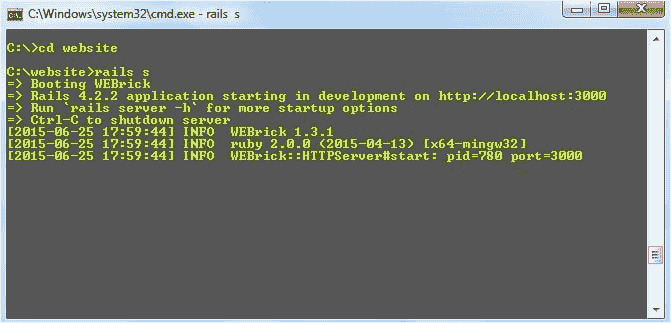 C:\Windows\system32\cmd.exe - rails s
C:\>cd website
C:\website>rails s
=> Booting WEBrick
=> Rails 4.2.2 application starting in development on http://localhost:3000
=> Run `rails server -h` for more startup options
=> Ctrl-C to shutdown server
[2015-06-25 17:59:44] INFO  WEBrick 1.3.1
[2015-06-25 17:59:44] INFO  ruby 2.0.0 (2015-04-13) [x64-mingw32]
[2015-06-25 17:59:44] INFO  WEBrick::HTTPServer#start: pid=780 port=3000